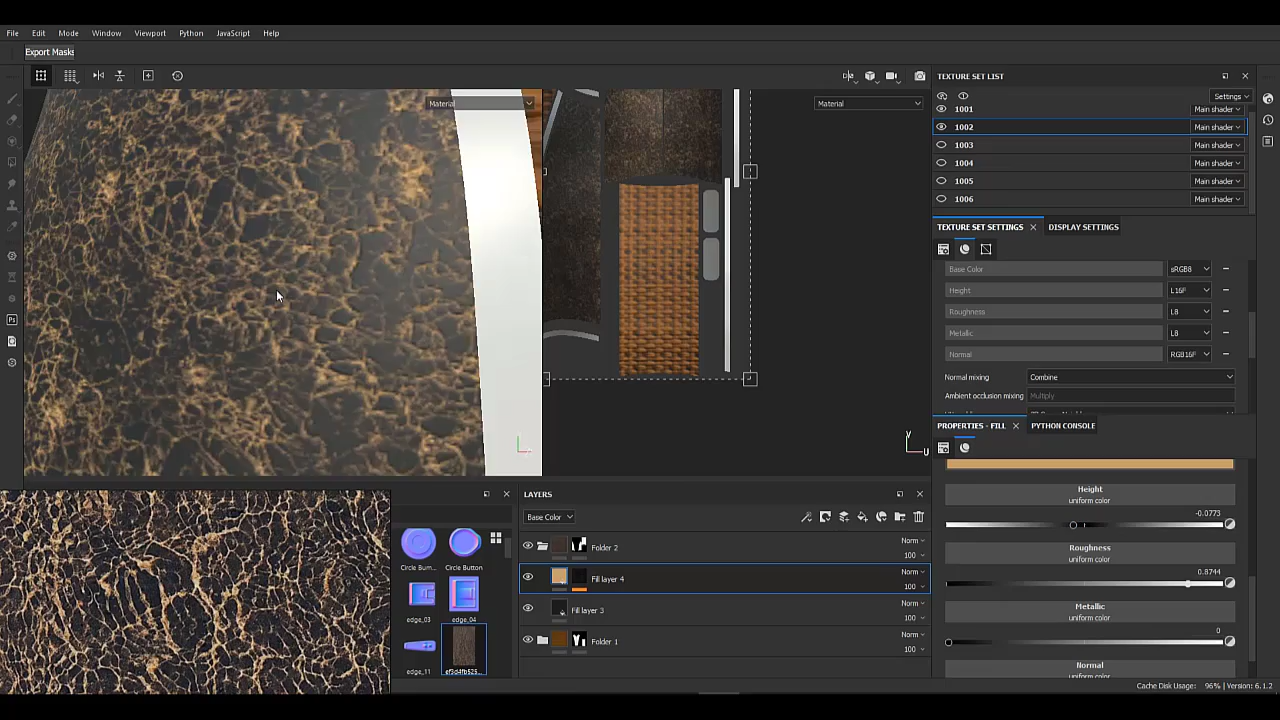 File Edit Mode Window Viewport Python JavaScript Help
Export Masks
Material
Material
TEXTURE SET LIST
Settings
1001 Main shader
1002 Main shader
1003 Main shader
1004 Main shader
1005 Main shader
1006 Main shader
TEXTURE SET SETTINGS DISPLAY SETTINGS
Base Color sRGB8
Height L16F
Roughness L8
Metallic L8
Normal RGB16F
Normal mixing Combine
Ambient occlusion mixing Multiply
PROPERTIES - FILL PYTHON CONSOLE
Height
uniform color
-0.0773
Roughness
uniform color
0.8744
Metallic
uniform color
0
Normal
uniform color
Y
U
Ps
Circle Bum... Circle Button
edge_03 edge_04
edge_11
LAYERS
Base Color
Folder 2 Norm
100
Fill layer 4 Norm
100
Fill layer 3 Norm
100
Folder 1 Norm
100
Cache Disk Usage: 96% | Version: 6.1.2